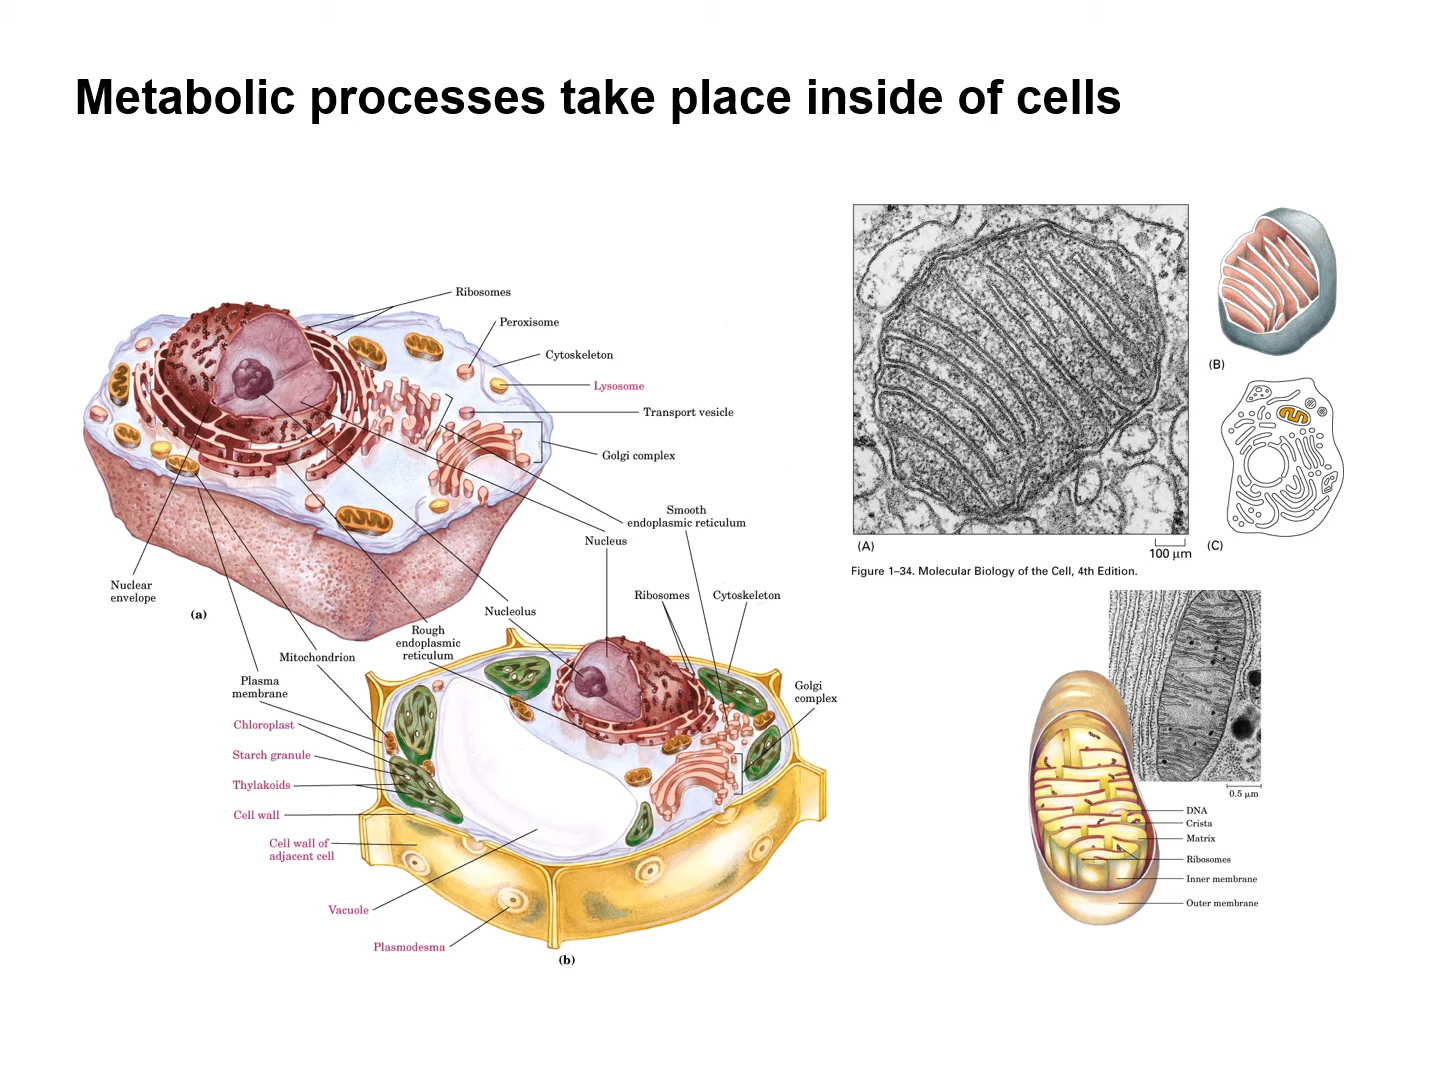 Metabolic processes take place inside of cells
Ribosomes
Peroxisome
Cytoskeleton
Lysosome
Transport vesicle
Golgi complex
Smooth
endoplasmic reticulum
Nucleus
Nuclear
envelope
(a)
Nucleolus
Ribosomes
Cytoskeleton
Rough
endoplasmic
reticulum
Mitochondrion
Plasma
membrane
Golgi
complex
Chloroplast
Starch granule
Thylakoids
Cell wall
Cell wall of
adjacent cell
Vacuole
Plasmodesma
(b)
(A)
100 μm
(B)
(C)
Figure 1–34. Molecular Biology of the Cell, 4th Edition.
0.5 μm
DNA
Crista
Matrix
Ribosomes
Inner membrane
Outer membrane